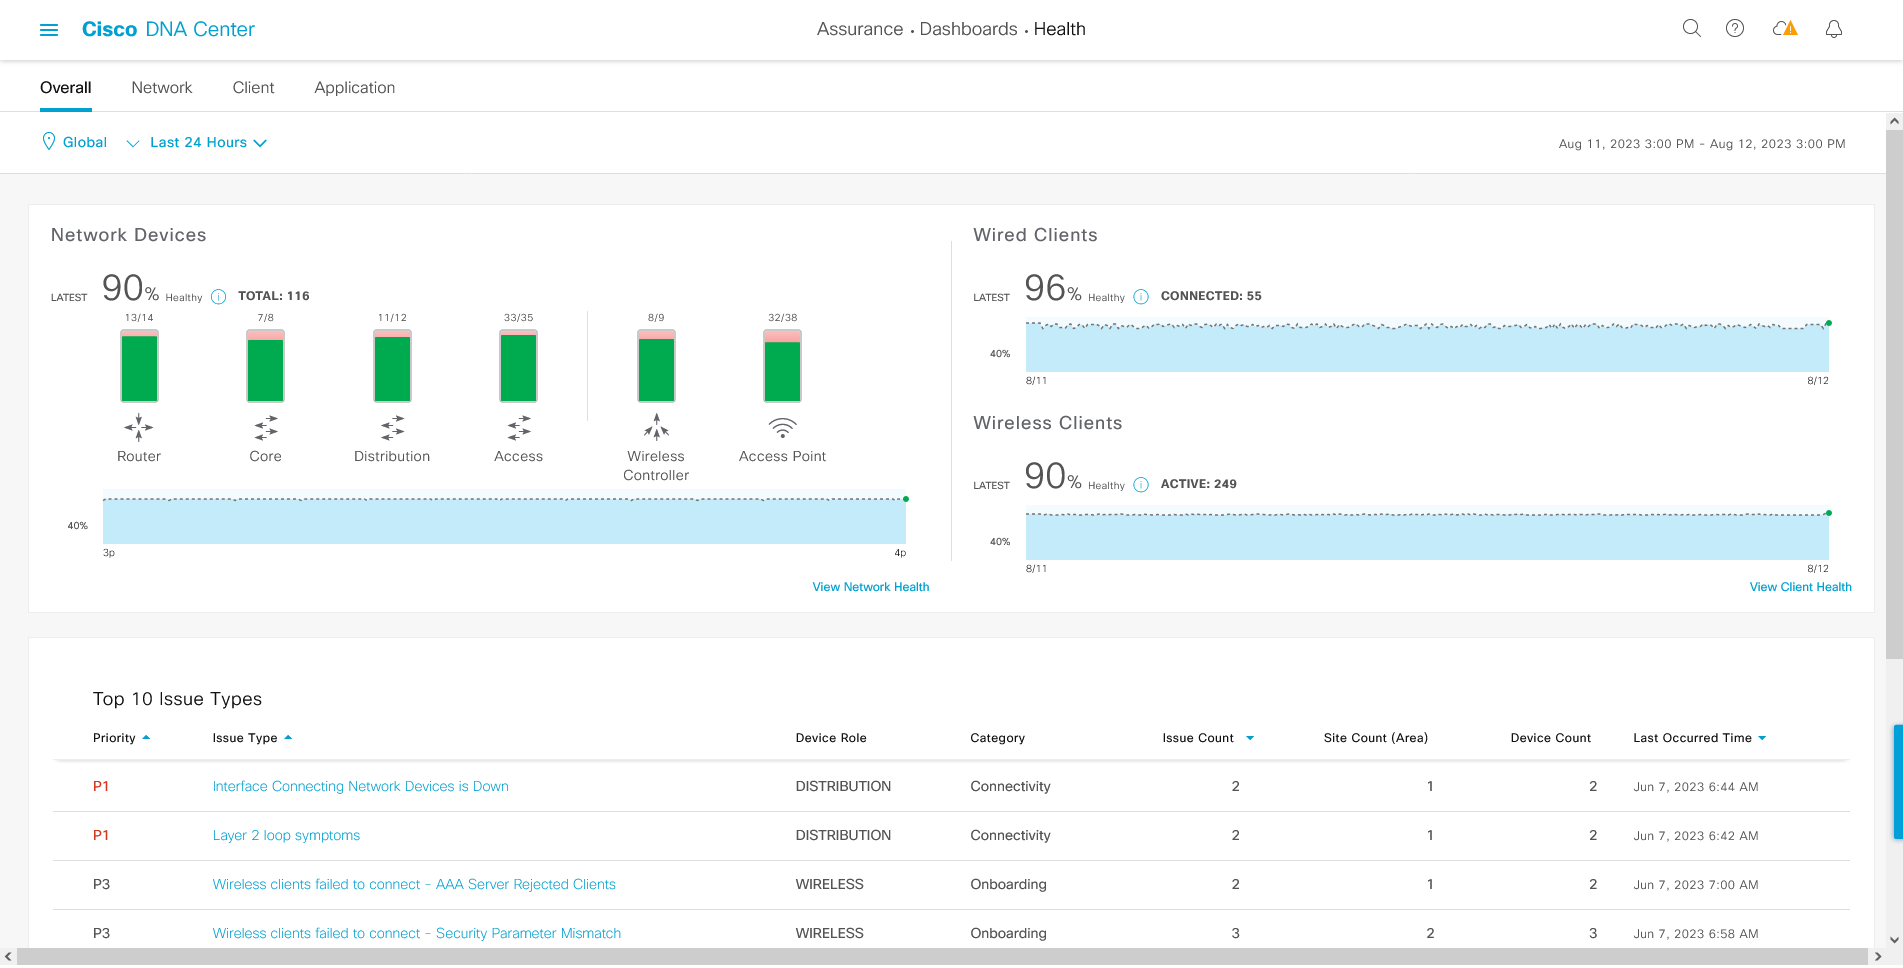 Cisco DNA Center
Assurance · Dashboards · Health
Overall Network Client Application
Global Last 24 Hours
Aug 11, 2023 3:00 PM - Aug 12, 2023 3:00 PM
Network Devices
LATEST 90% Healthy TOTAL: 116
13/14 7/8 11/12 33/35 8/9 32/38
Router Core Distribution Access Wireless Controller Access Point
40%
3p 4p
View Network Health
Wired Clients
LATEST 96% Healthy CONNECTED: 55
40%
8/11 8/12
Wireless Clients
LATEST 90% Healthy ACTIVE: 249
40%
8/11 8/12
View Client Health
Top 10 Issue Types
Priority Issue Type Device Role Category Issue Count Site Count (Area) Device Count Last Occurred Time
P1 Interface Connecting Network Devices is Down DISTRIBUTION Connectivity 2 1 2 Jun 7, 2023 6:44 AM
P1 Layer 2 loop symptoms DISTRIBUTION Connectivity 2 1 2 Jun 7, 2023 6:42 AM
P3 Wireless clients failed to connect - AAA Server Rejected Clients WIRELESS Onboarding 2 1 2 Jun 7, 2023 7:00 AM
P3 Wireless clients failed to connect - Security Parameter Mismatch WIRELESS Onboarding 3 2 3 Jun 7, 2023 6:58 AM